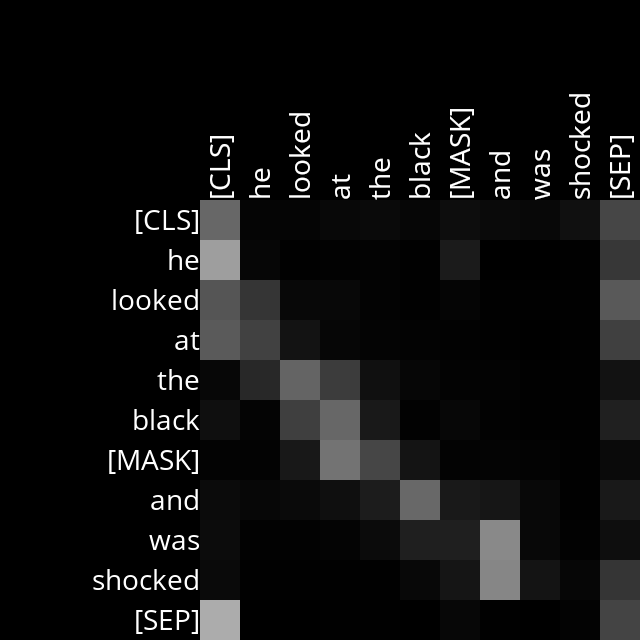 [CLS]
he
looked
at
the
black
[MASK]
and
was
shocked
[SEP]
[CLS]
he
looked
at
the
black
[MASK]
and
was
shocked
[SEP]